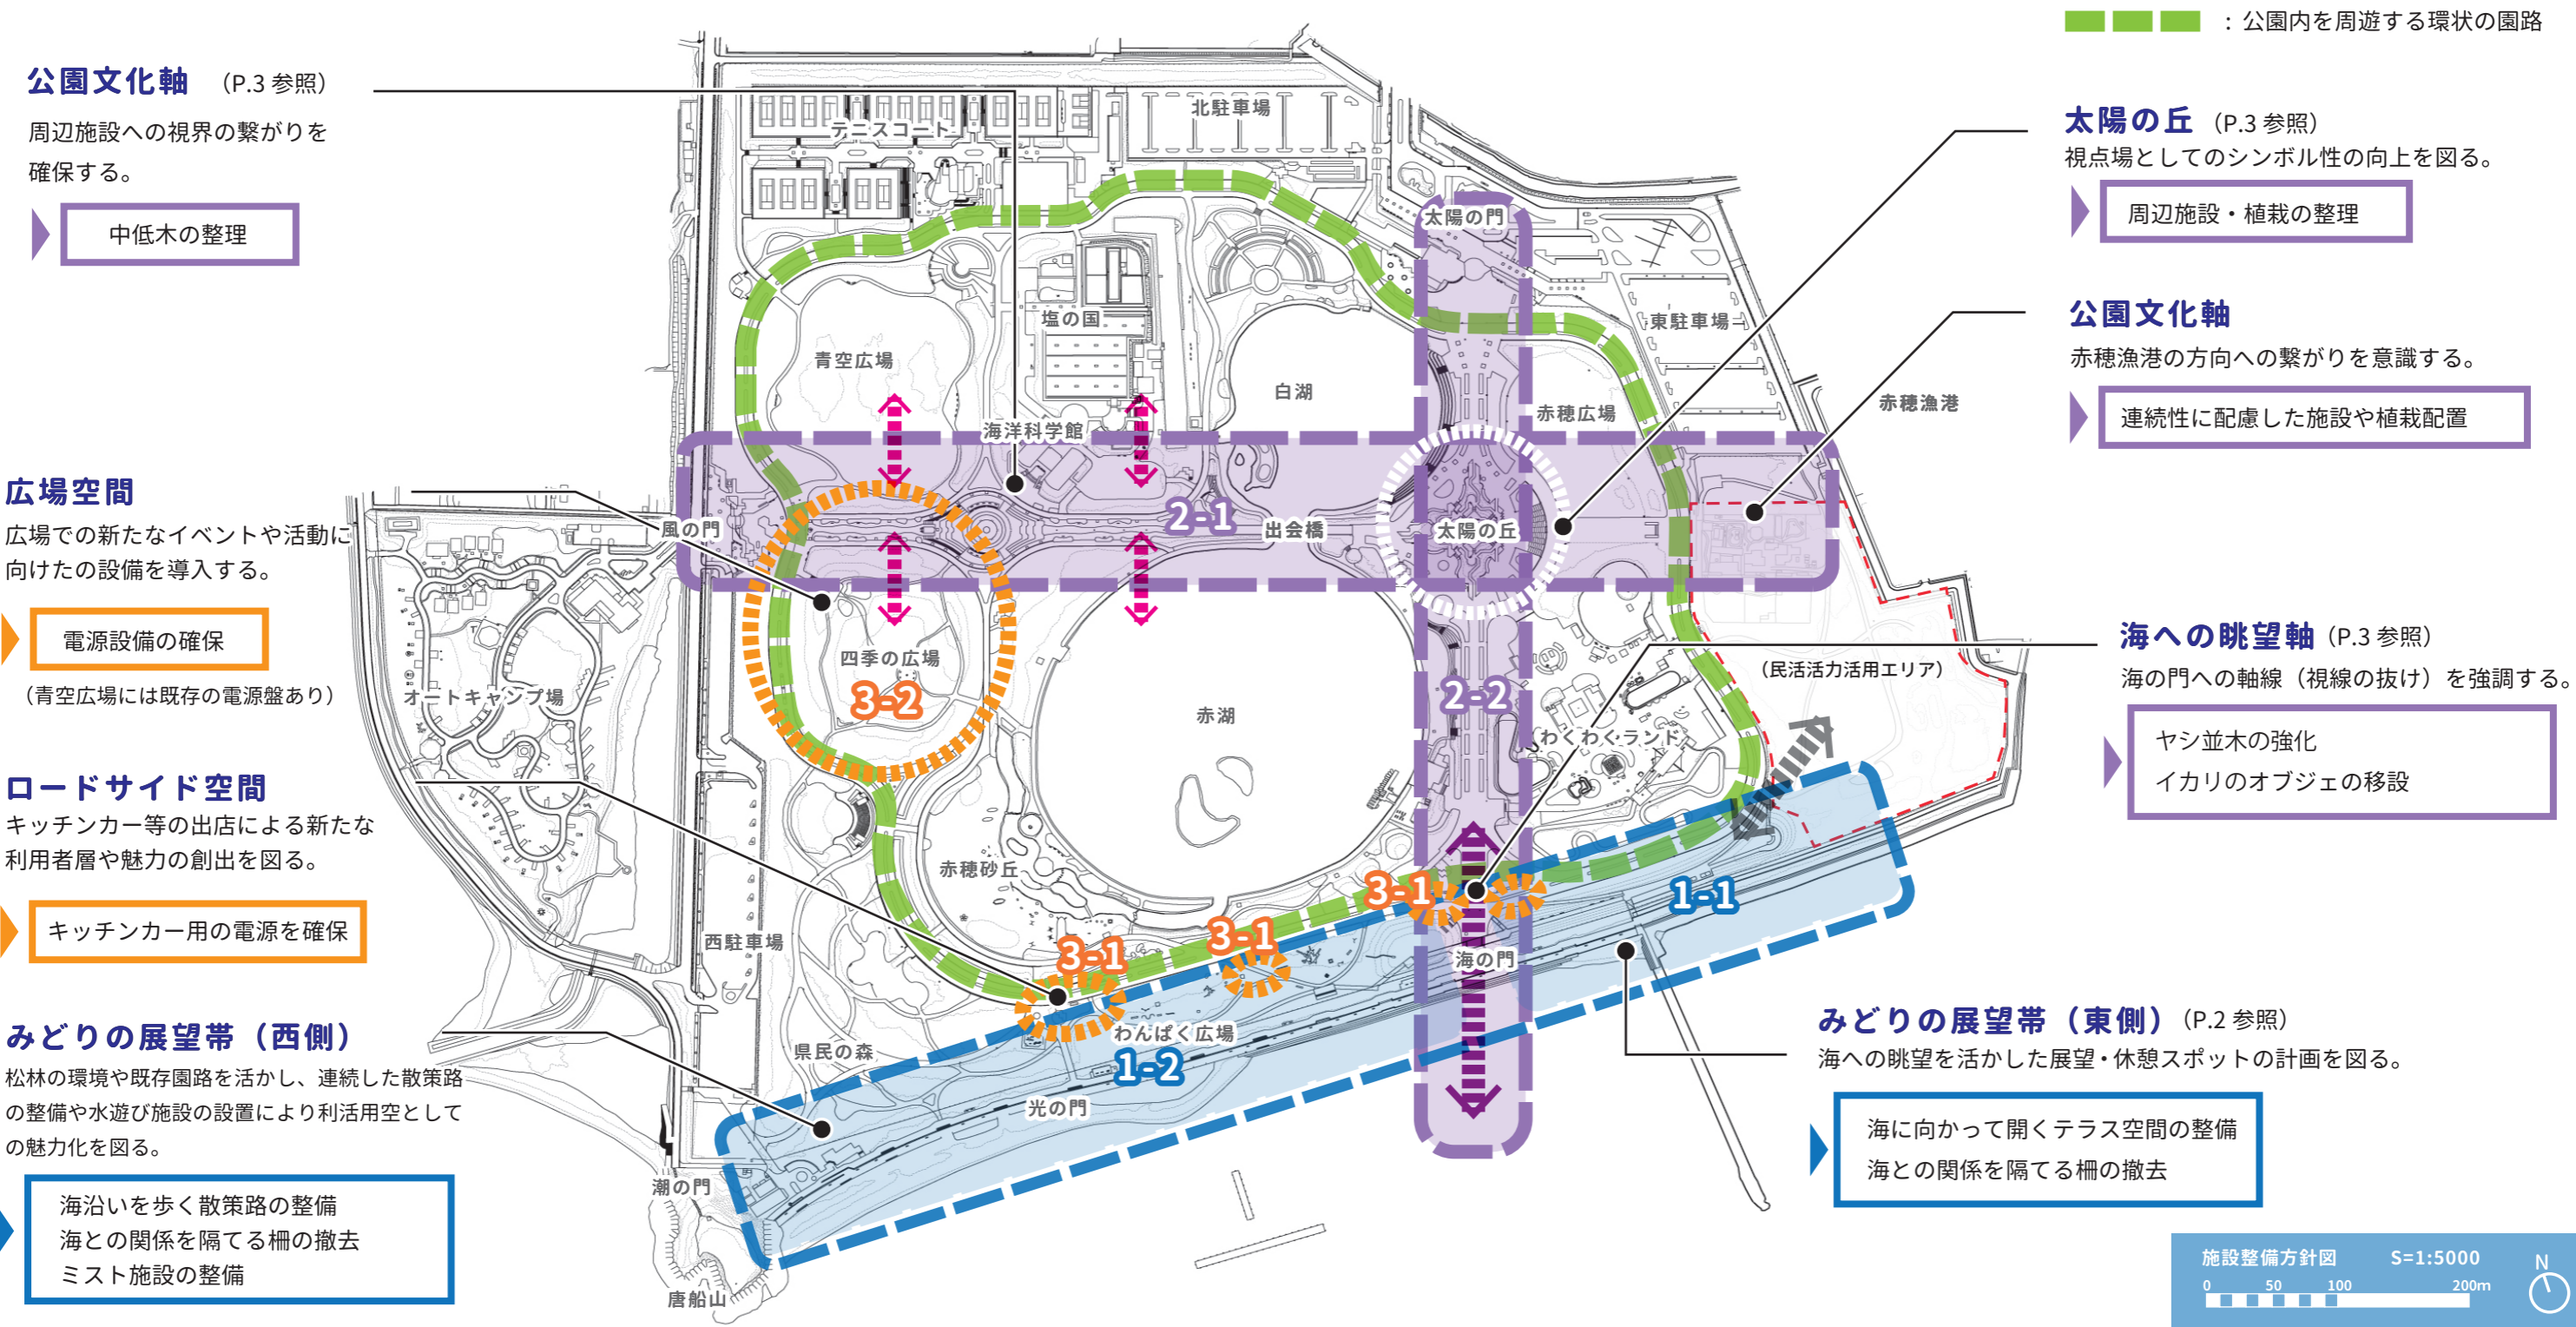 ：公園内を周遊する環状の園路
公園文化軸 （P.3 参照）
周辺施設への視界の繋がりを
確保する。
中低木の整理
広場空間
広場での新たなイベントや活動に
向けたの設備を導入する。
電源設備の確保
（青空広場には既存の電源盤あり）
ロードサイド空間
キッチンカー等の出店による新たな
利用者層や魅力の創出を図る。
キッチンカー用の電源を確保
みどりの展望帯（西側）
松林の環境や既存園路を活かし、連続した散策路
の整備や水遊び施設の設置により利活用空として
の魅力化を図る。
海沿いを歩く散策路の整備
海との関係を隔てる柵の撤去
ミスト施設の整備
テニスコート
北駐車場
太陽の門
塩の国
東駐車場
青空広場
白湖
赤穂広場
赤穂漁港
海洋科学館
風の門
2-1
出会橋
太陽の丘
四季の広場
3-2
オートキャンプ場
赤湖
2-2
（民活活力活用エリア）
わくわくランド
赤穂砂丘
西駐車場
3-1
3-1
3-1
1-1
海の門
わんぱく広場
県民の森
1-2
光の門
潮の門
唐船山
太陽の丘 （P.3 参照）
視点場としてのシンボル性の向上を図る。
周辺施設・植栽の整理
公園文化軸
赤穂漁港の方向への繋がりを意識する。
連続性に配慮した施設や植栽配置
海への眺望軸（P.3 参照）
海の門への軸線（視線の抜け）を強調する。
ヤシ並木の強化
イカリのオブジェの移設
みどりの展望帯（東側）（P.2 参照）
海への眺望を活かした展望・休憩スポットの計画を図る。
海に向かって開くテラス空間の整備
海との関係を隔てる柵の撤去
施設整備方針図 S=1:5000
0 50 100 200m
N